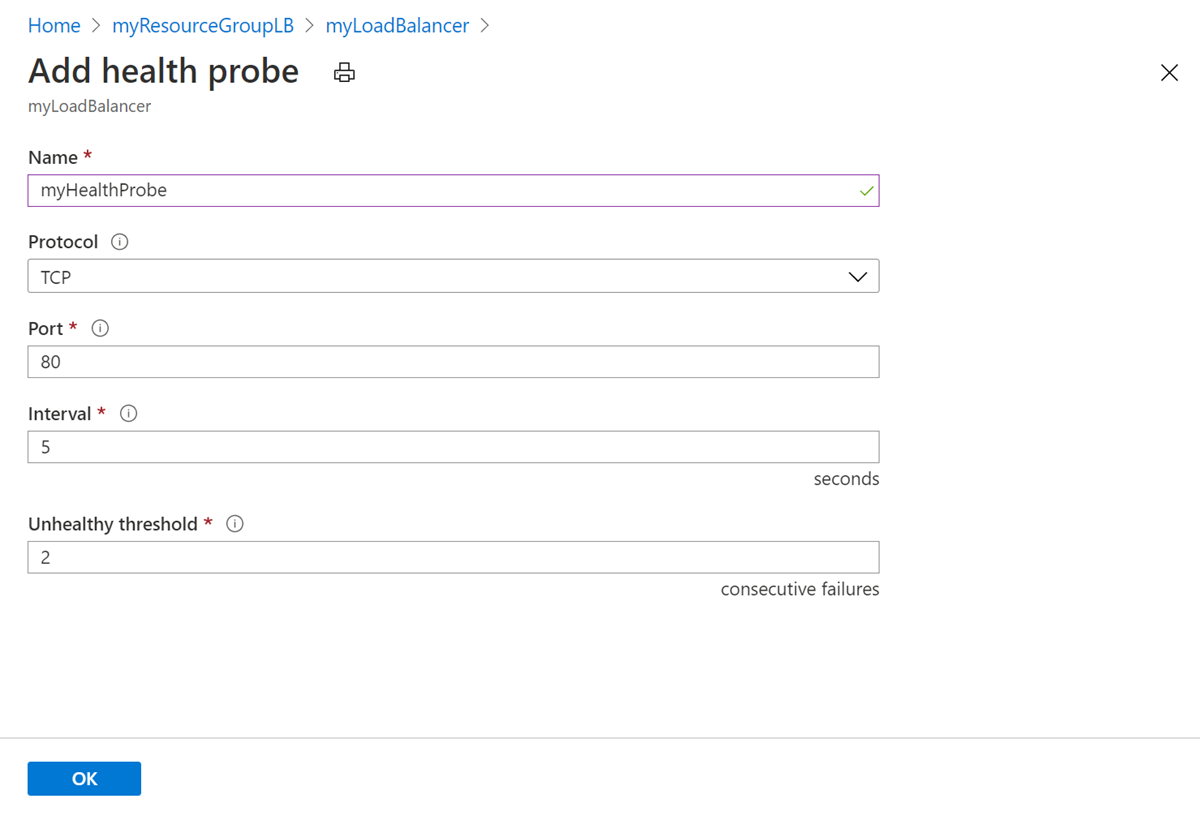 Home > myResourceGroupLB > myLoadBalancer >
Add health probe
myLoadBalancer
Name *
myHealthProbe
Protocol
TCP
Port *
80
Interval *
5
seconds
Unhealthy threshold *
2
consecutive failures
OK